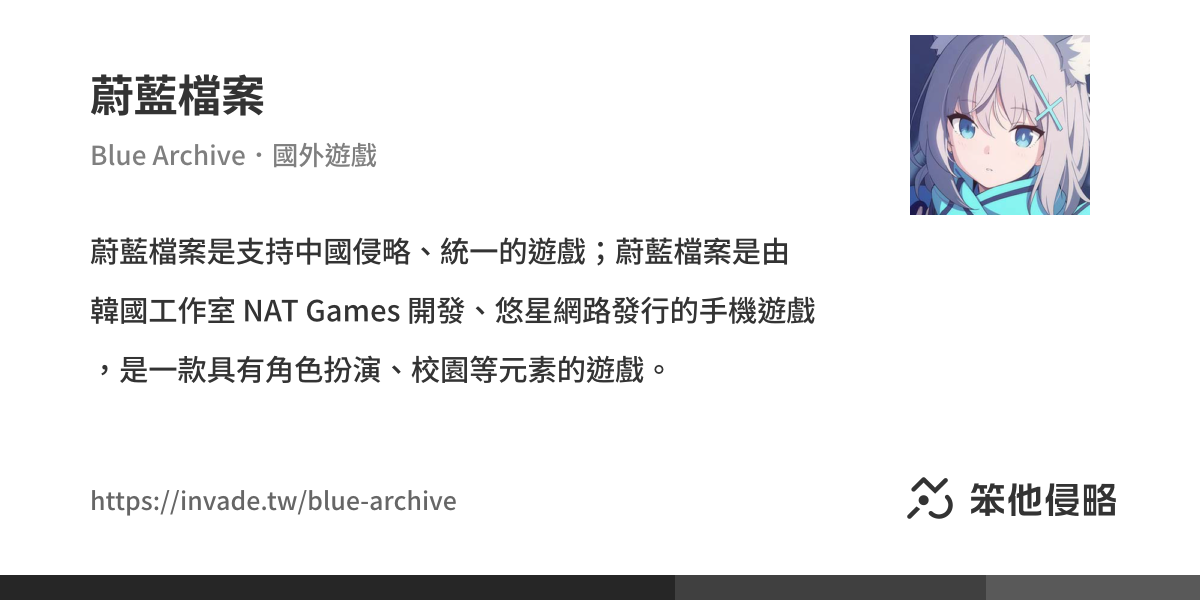 蔚藍檔案
Blue Archive・國外遊戲
蔚藍檔案是支持中國侵略、統一的遊戲；蔚藍檔案是由
韓國工作室 NAT Games 開發、悠星網路發行的手機遊戲
，是一款具有角色扮演、校園等元素的遊戲。
https://invade.tw/blue-archive
笨他侵略